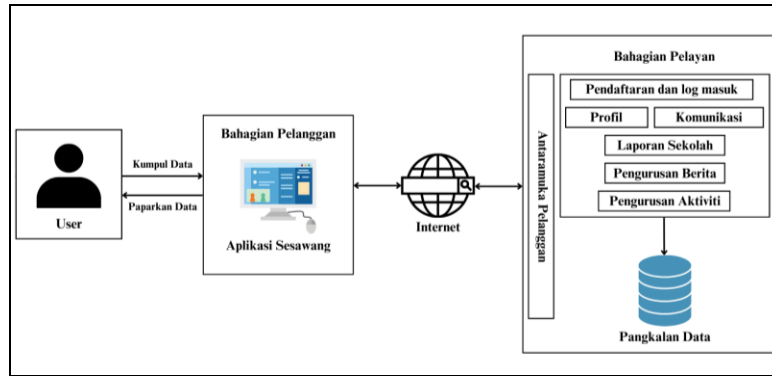 User
Kumpul Data
Paparkan Data
Bahagian Pelanggan
Aplikasi Sesawang
Internet
Bahagian Pelayan
Antaramuka Pelanggan
Pendaftaran dan log masuk
Profil
Komunikasi
Laporan Sekolah
Pengurusan Berita
Pengurusan Aktiviti
Pangkalan Data